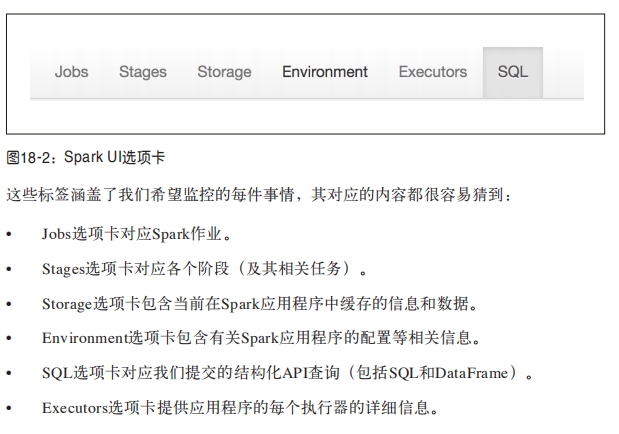 Jobs Stages Storage Environment Executors SQL
图18-2：Spark UI选项卡
这些标签涵盖了我们希望监控的每件事情，其对应的内容都很容易猜到：
• Jobs选项卡对应Spark作业。
• Stages选项卡对应各个阶段（及其相关任务）。
• Storage选项卡包含当前在Spark应用程序中缓存的信息和数据。
• Environment选项卡包含有关Spark应用程序的配置等相关信息。
• SQL选项卡对应我们提交的结构化API查询（包括SQL和DataFrame）。
• Executors选项卡提供应用程序的每个执行器的详细信息。